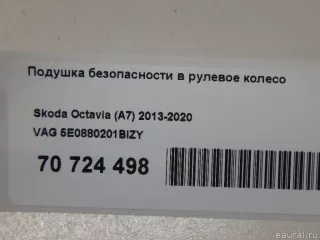 Подушка безопасности в рулевое колесо
Skoda Octavia (A7) 2013-2020
VAG 5E0880201BIZY
70 724 498
eaural.ru